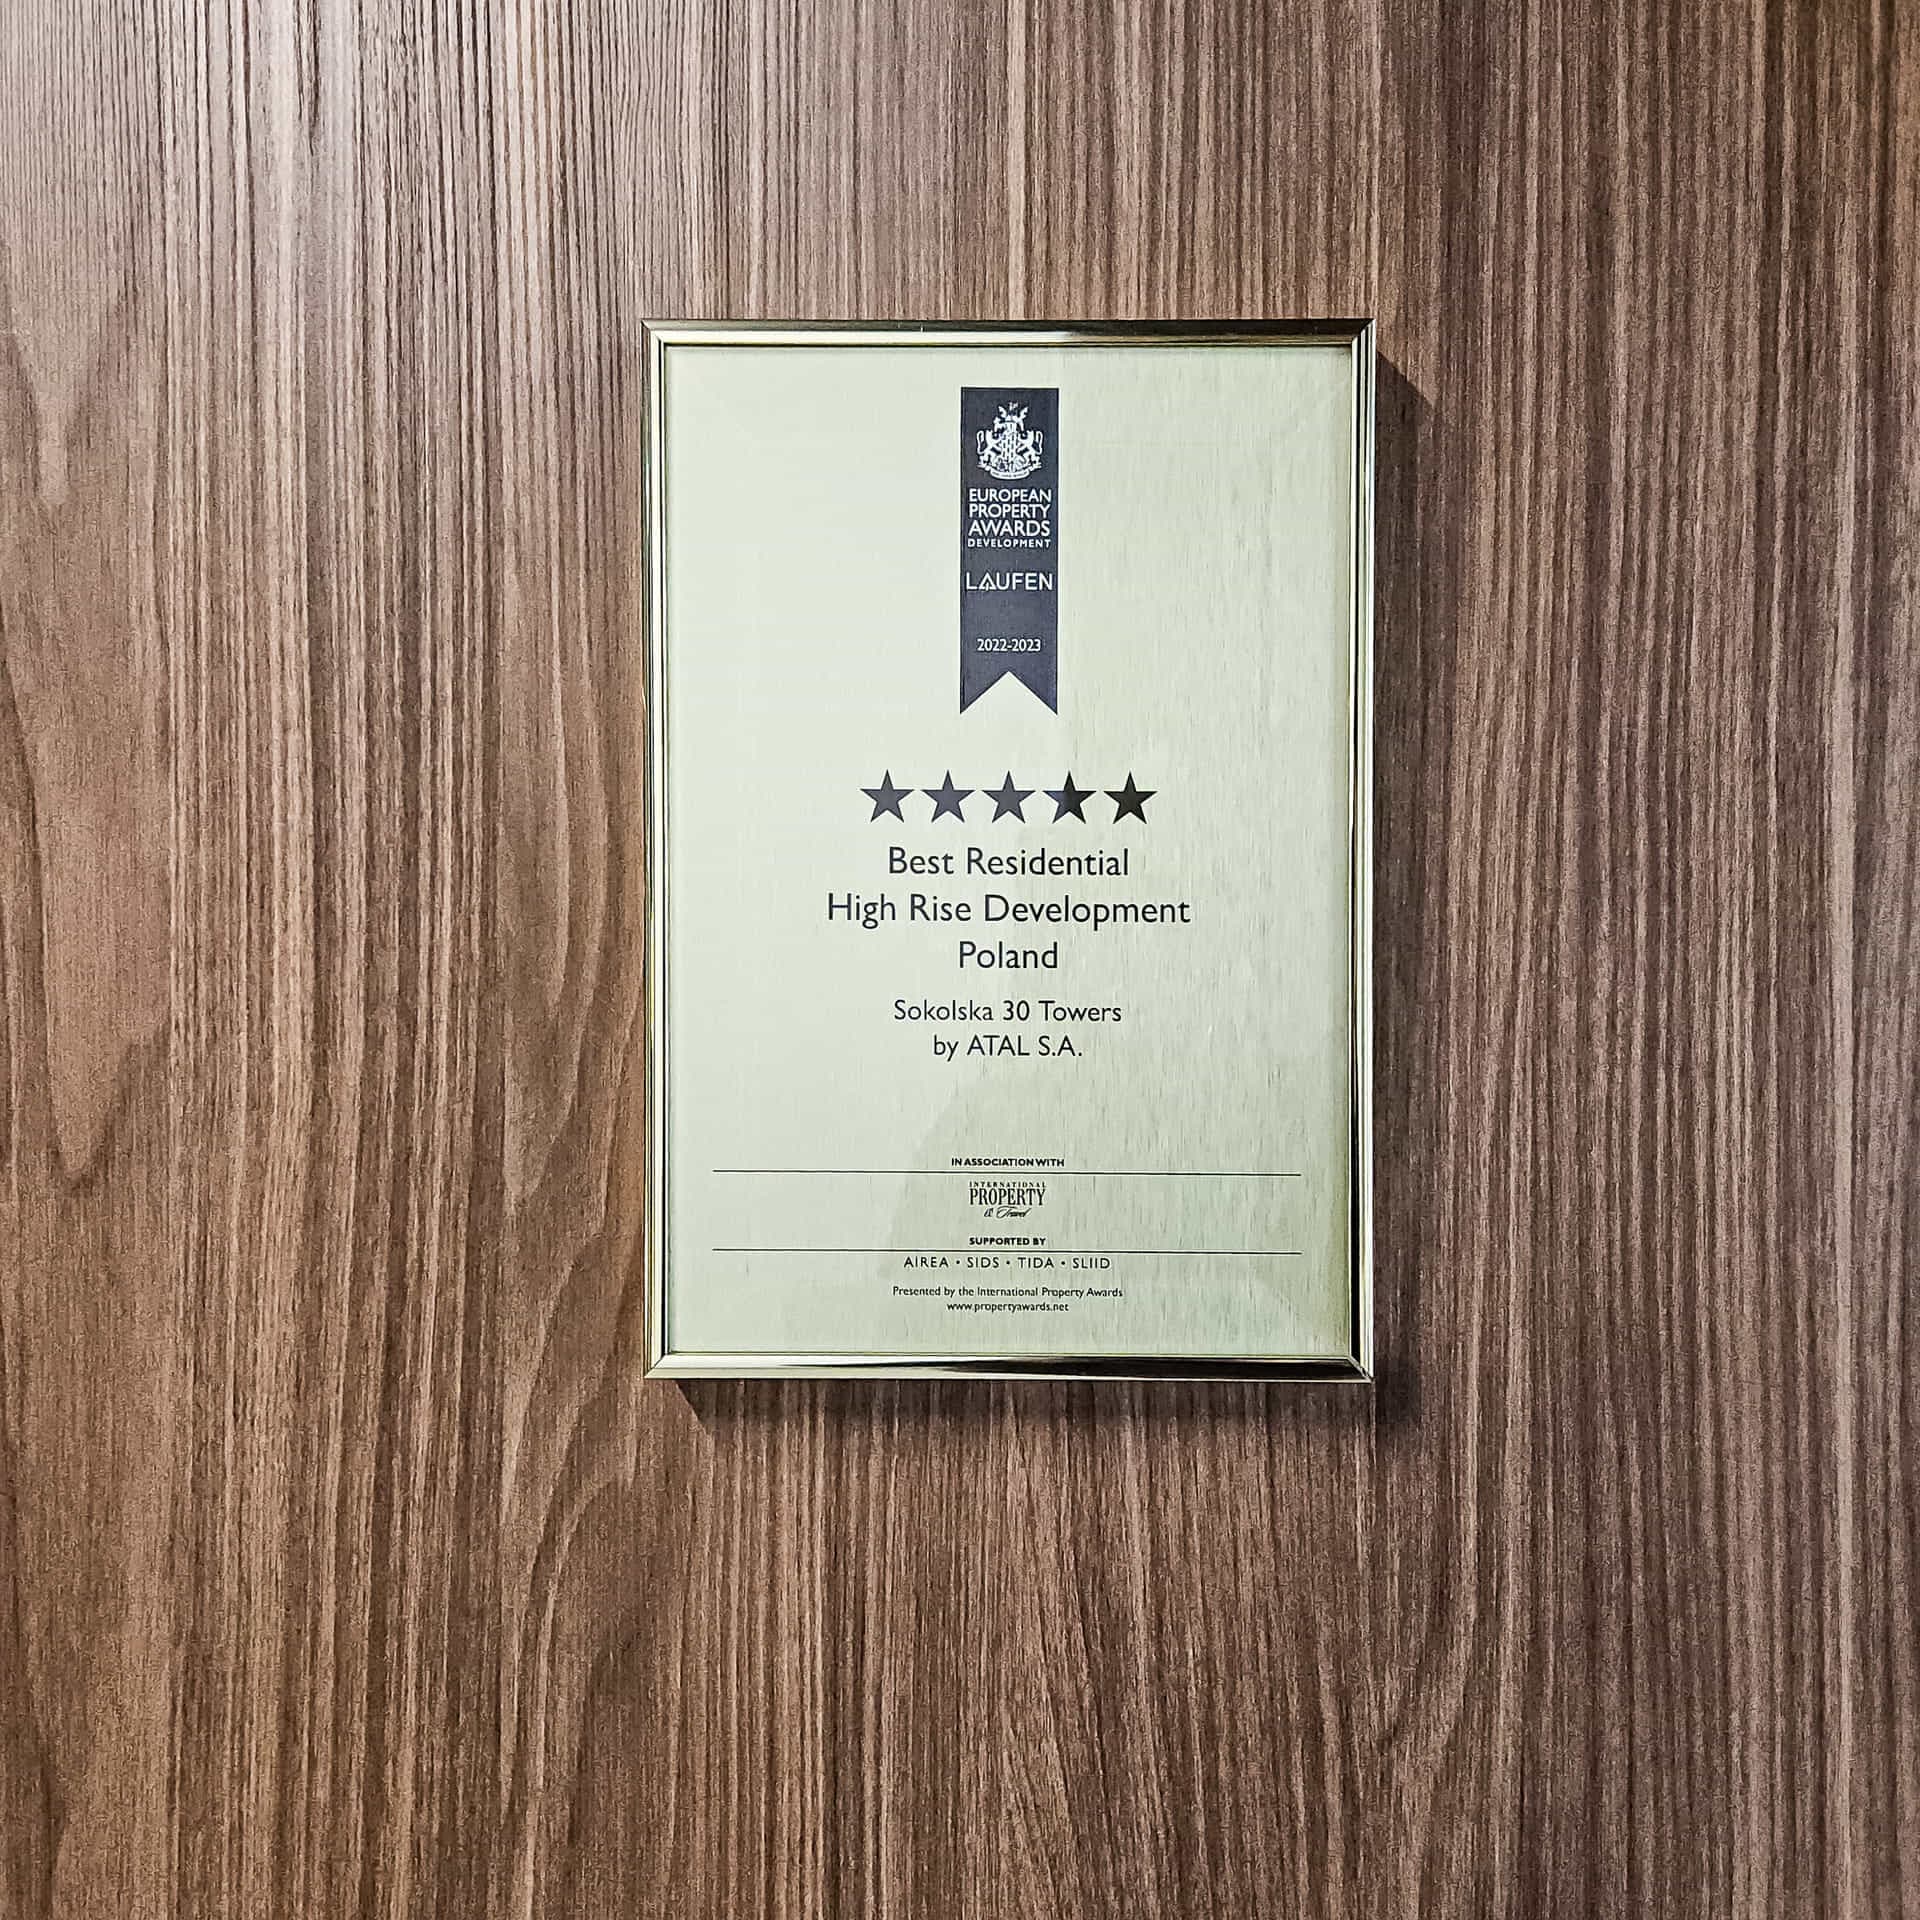 EUROPEAN
PROPERTY
AWARDS
DEVELOPMENT
LAUFEN
2022-2023
Best Residential
High Rise Development
Poland
Sokolska 30 Towers
by ATAL S.A.
IN ASSOCIATION WITH
INTERNATIONAL
PROPERTY
& Travel
SUPPORTED BY
AIREA • SIDS • TIDA • SLIID
Presented by the International Property Awards
www.propertyawards.net